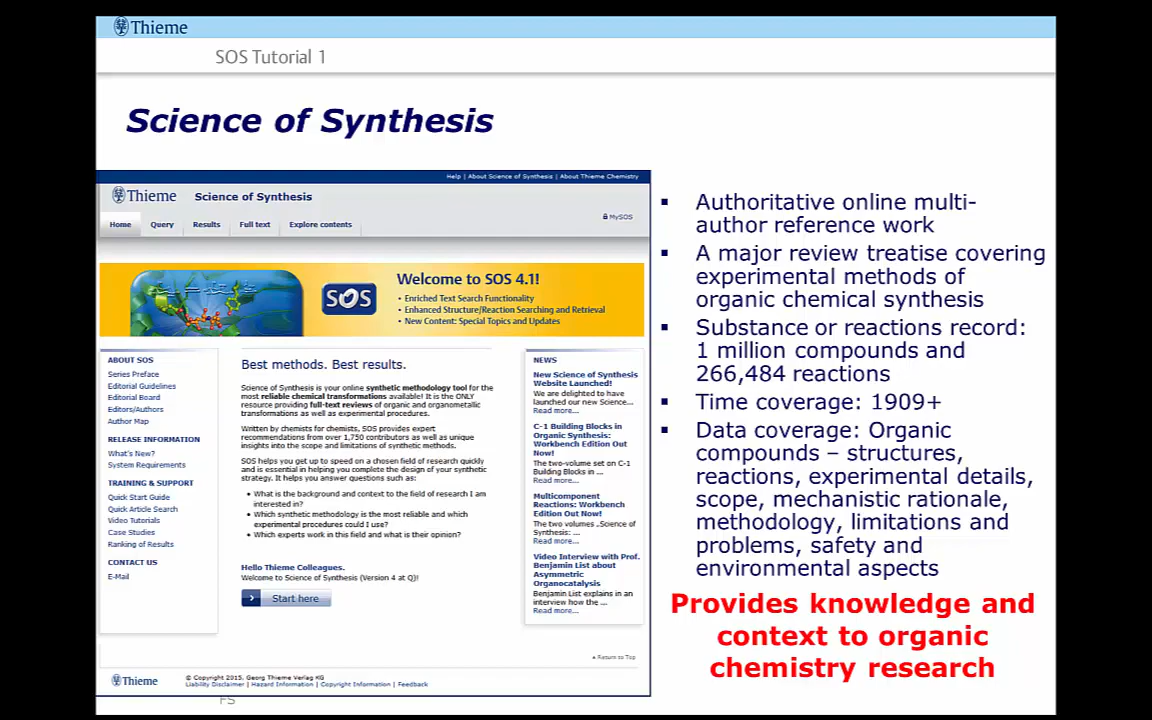 Thieme
SOS Tutorial 1
Science of Synthesis
Help | About Science of Synthesis | About Thieme Chemistry
Thieme Science of Synthesis
MySOS
Home Query Results Full text Explore contents
SOS
Welcome to SOS 4.1!
• Enriched Text Search Functionality
• Enhanced Structure/Reaction Searching and Retrieval
• New Content: Special Topics and Updates
ABOUT SOS
Series Preface
Editorial Guidelines
Editorial Board
Editors/Authors
Author Map
RELEASE INFORMATION
What's New?
System Requirements
TRAINING & SUPPORT
Quick Start Guide
Quick Article Search
Video Tutorials
Case Studies
Ranking of Results
CONTACT US
E-Mail
Best methods. Best results.
Science of Synthesis is your online synthetic methodology tool for the
most reliable chemical transformations available! It is the ONLY
resource providing full-text reviews of organic and organometallic
transformations as well as experimental procedures.
Written by chemists for chemists, SOS provides expert
recommendations from over 1,750 contributors as well as unique
insights into the scope and limitations of synthetic methods.
SOS helps you get up to speed on a chosen field of research quickly
and is essential in helping you complete the design of your synthetic
strategy. It helps you answer questions such as:
• What is the background and context to the field of research I am
interested in?
• Which synthetic methodology is the most reliable and which
experimental procedures could I use?
• Which experts work in this field and what is their opinion?
Hello Thieme Colleagues.
Welcome to Science of Synthesis (Version 4 at Q)!
Start here
NEWS
New Science of Synthesis
Website Launched!
We are delighted to have
launched our new Science...
Read more...
C-1 Building Blocks in
Organic Synthesis:
Workbench Edition Out
Now!
The two-volume set on C-1
Building Blocks in ...
Read more...
Multicomponent
Reactions: Workbench
Edition Out Now!
The two volumes „Science of
Synthesis: ...
Read more...
Video Interview with Prof.
Benjamin List about
Asymmetric
Organocatalysis
Benjamin List explains in an
interview how the ...
Read more...
Return to Top
Thieme
© Copyright 2015, Georg Thieme Verlag KG
Liability Disclaimer | Hazard Information | Copyright Information | Feedback
FS
▪ Authoritative online multi-
author reference work
▪ A major review treatise covering
experimental methods of
organic chemical synthesis
▪ Substance or reactions record:
1 million compounds and
266,484 reactions
▪ Time coverage: 1909+
▪ Data coverage: Organic
compounds – structures,
reactions, experimental details,
scope, mechanistic rationale,
methodology, limitations and
problems, safety and
environmental aspects
Provides knowledge and
context to organic
chemistry research